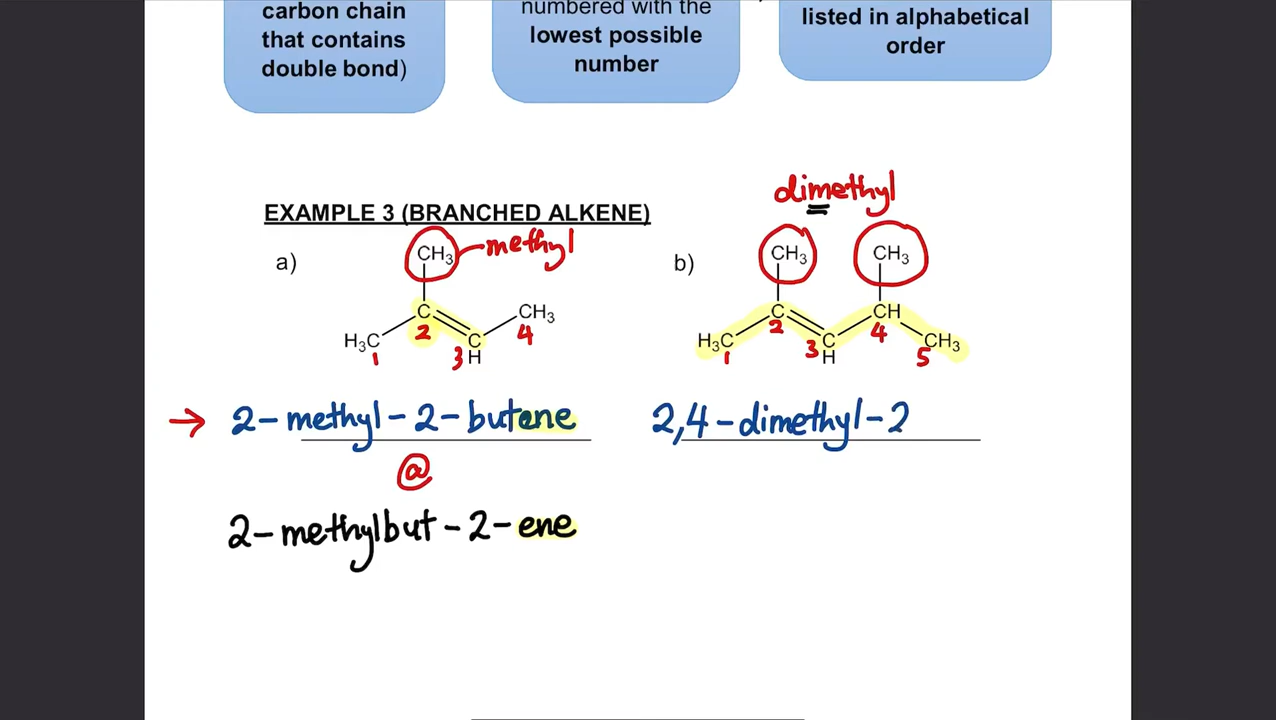 carbon chain
that contains
double bond)
numbered with the
lowest possible
number
listed in alphabetical
order
EXAMPLE 3 (BRANCHED ALKENE)
a)
CH3
methyl
C
CH3
H3C
C
H
1
2
3
4
2-methyl-2-butene
@
2-methylbut-2-ene
b)
dimethyl
CH3
CH3
C
CH
H3C
C
H
CH3
1
2
3
4
5
2,4-dimethyl-2